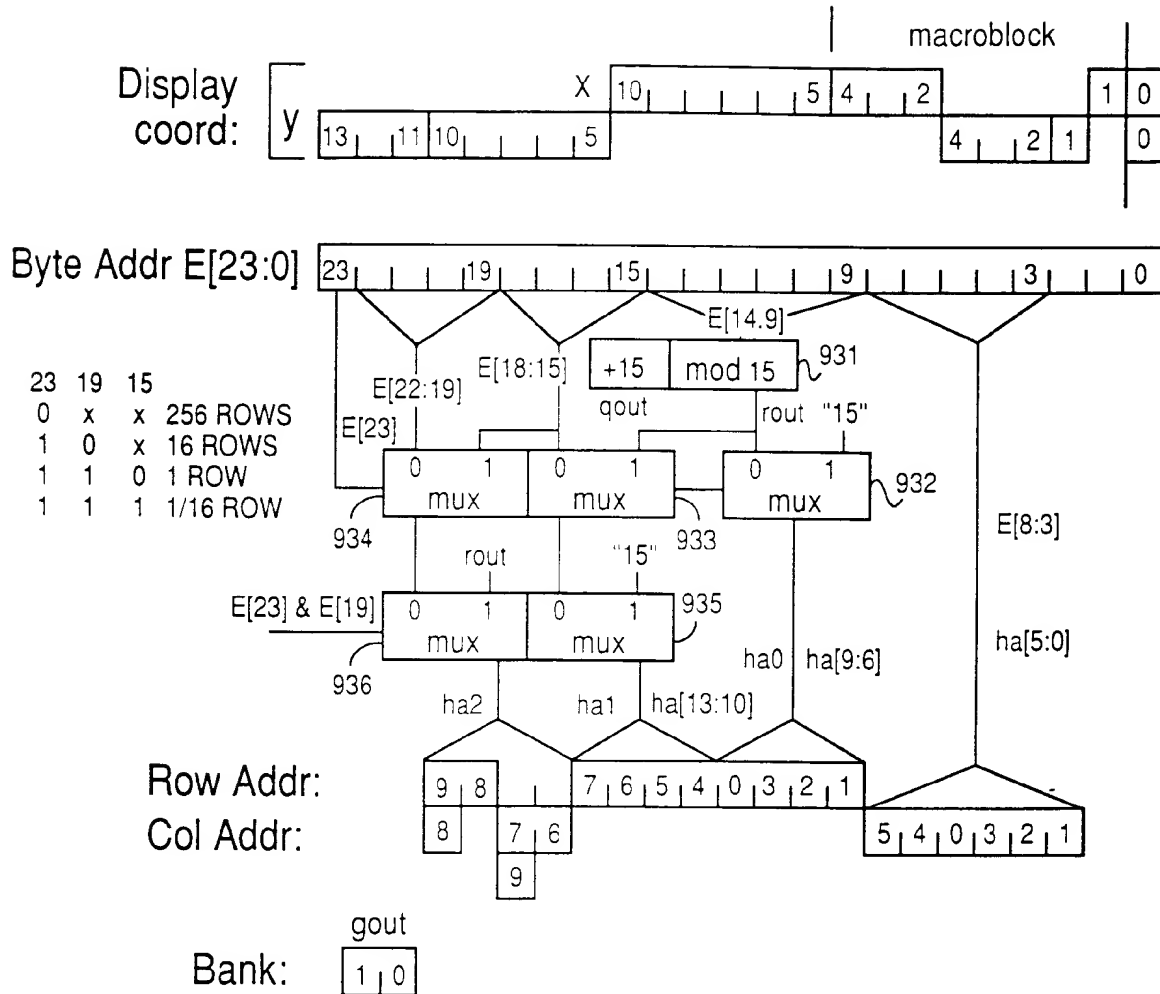 macroblock
Display coord:
X 10 5 4 2 1 0
y 13 11 10 5 4 2 1 0
Byte Addr E[23:0] 23 19 15 9 3 0
E[14.9]
+15 mod 15 931
E[22:19] E[18:15]
qout rout "15"
23 19 15
0 x x 256 ROWS
1 0 x 16 ROWS
1 1 0 1 ROW
1 1 1 1/16 ROW
E[23]
0 1 0 1 0 1
mux mux mux 932
934 933
E[8:3]
rout "15"
E[23] & E[19] 0 1 0 1 935
mux mux
936
ha0 ha[9:6] ha[5:0]
ha2 ha1 ha[13:10]
Row Addr: 9 8 7 6 5 4 0 3 2 1
Col Addr: 8 7 6 5 4 0 3 2 1
9
gout
Bank: 1 0